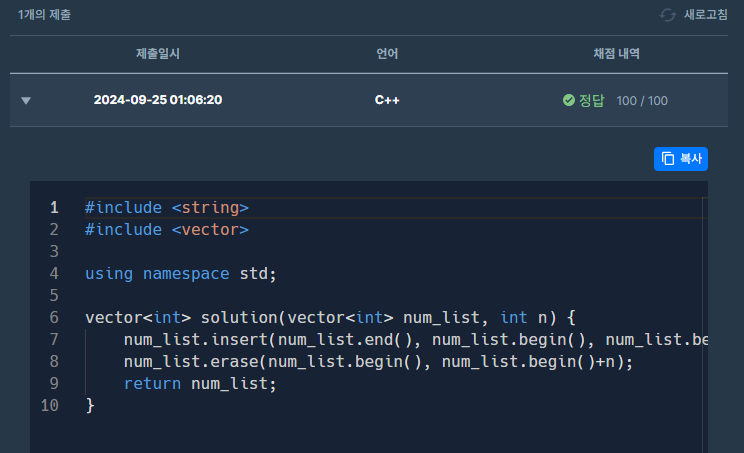 1개의 제출
새로고침
제출일시 언어 채점 내역
2024-09-25 01:06:20 C++ 정답 100 / 100
복사
1 #include <string>
2 #include <vector>
3
4 using namespace std;
5
6 vector<int> solution(vector<int> num_list, int n) {
7 num_list.insert(num_list.end(), num_list.begin(), num_list.be
8 num_list.erase(num_list.begin(), num_list.begin()+n);
9 return num_list;
10 }